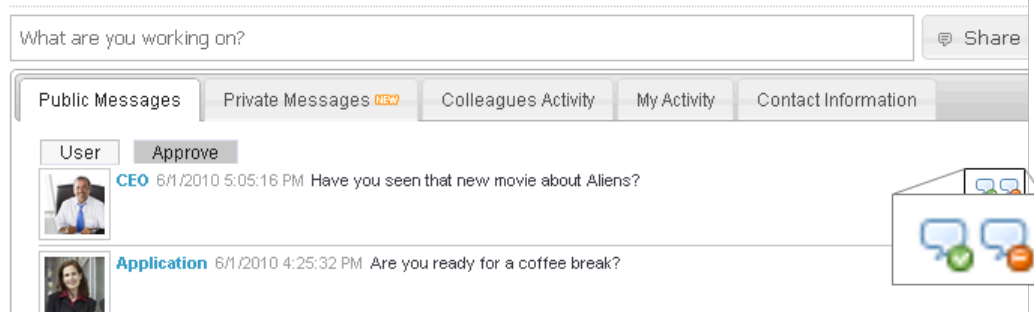 What are you working on?
Share
Public Messages Private Messages NEW Colleagues Activity My Activity Contact Information
User Approve
CEO 6/1/2010 5:05:16 PM Have you seen that new movie about Aliens?
Application 6/1/2010 4:25:32 PM Are you ready for a coffee break?